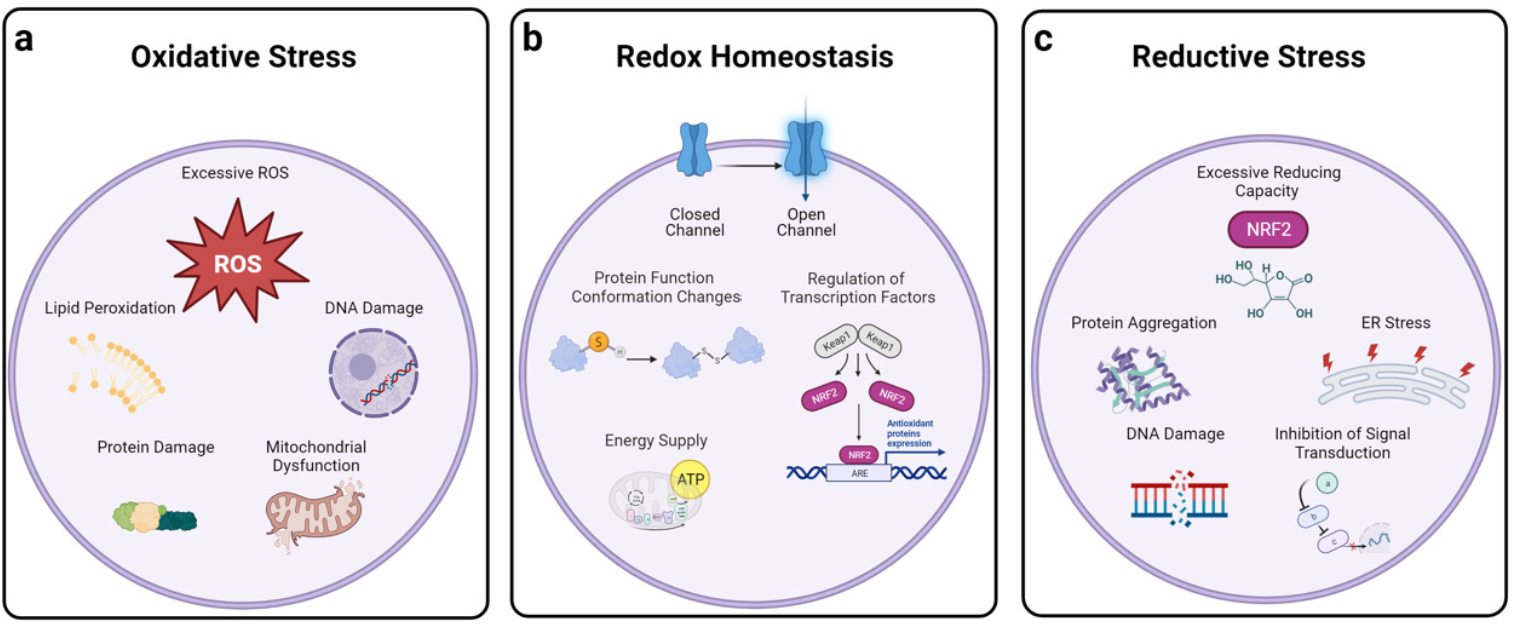 a
Oxidative Stress
Excessive ROS
ROS
Lipid Peroxidation
DNA Damage
Protein Damage
Mitochondrial
Dysfunction
b
Redox Homeostasis
Closed
Channel
Open
Channel
Protein Function
Conformation Changes
S
H
S
S
Regulation of
Transcription Factors
Keap1
Keap1
NRF2
NRF2
Antioxidant
proteins
expression
NRF2
ARE
Energy Supply
ATP
c
Reductive Stress
Excessive Reducing
Capacity
NRF2
HO
H
O
O
HO
HO
OH
Protein Aggregation
ER Stress
DNA Damage
Inhibition of Signal
Transduction
a
b
c